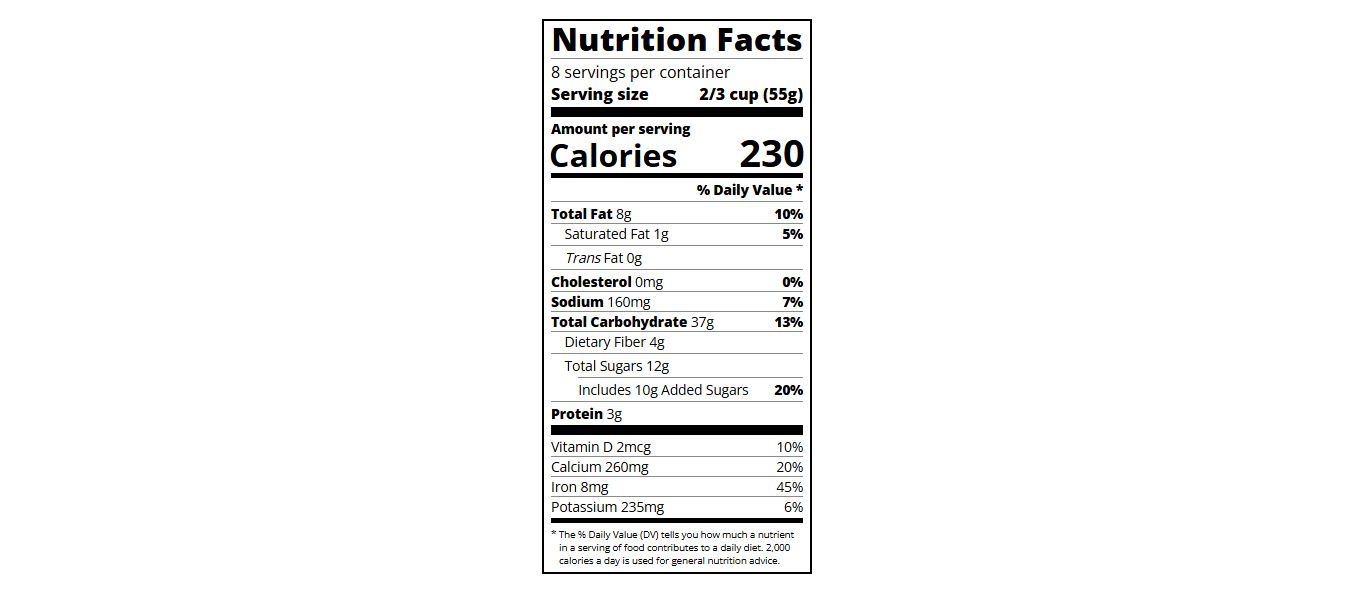 Nutrition Facts
8 servings per container
Serving size 2/3 cup (55g)
Amount per serving
Calories 230
% Daily Value *
Total Fat 8g 10%
Saturated Fat 1g 5%
Trans Fat 0g
Cholesterol 0mg 0%
Sodium 160mg 7%
Total Carbohydrate 37g 13%
Dietary Fiber 4g
Total Sugars 12g
Includes 10g Added Sugars 20%
Protein 3g
Vitamin D 2mcg 10%
Calcium 260mg 20%
Iron 8mg 45%
Potassium 235mg 6%
* The % Daily Value (DV) tells you how much a nutrient
in a serving of food contributes to a daily diet. 2,000
calories a day is used for general nutrition advice.